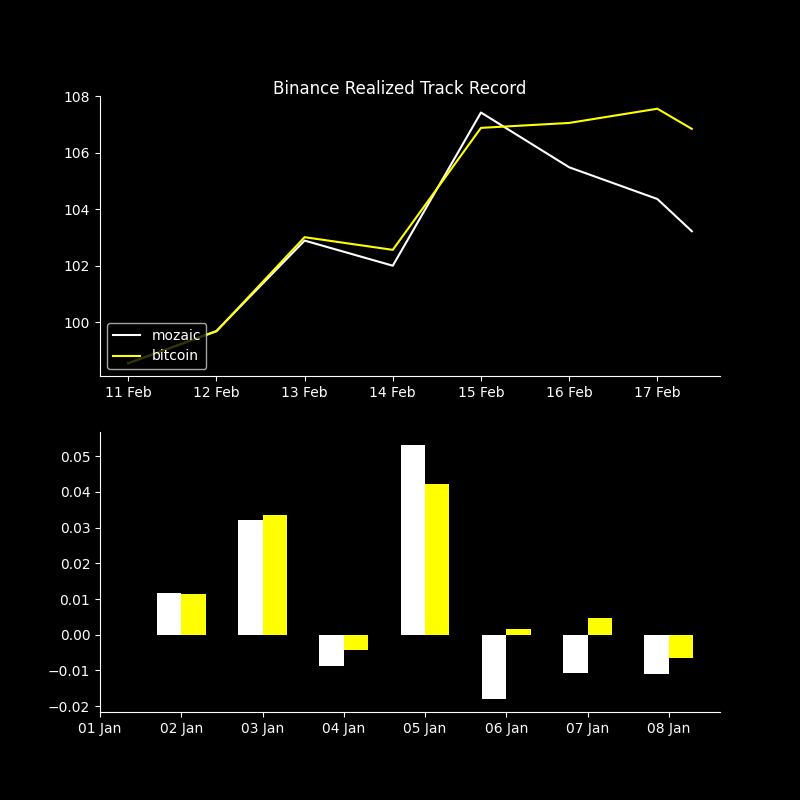 Binance Realized Track Record
108
106
104
102
100
mozaic
bitcoin
11 Feb 12 Feb 13 Feb 14 Feb 15 Feb 16 Feb 17 Feb
0.05
0.04
0.03
0.02
0.01
0.00
−0.01
−0.02
01 Jan 02 Jan 03 Jan 04 Jan 05 Jan 06 Jan 07 Jan 08 Jan